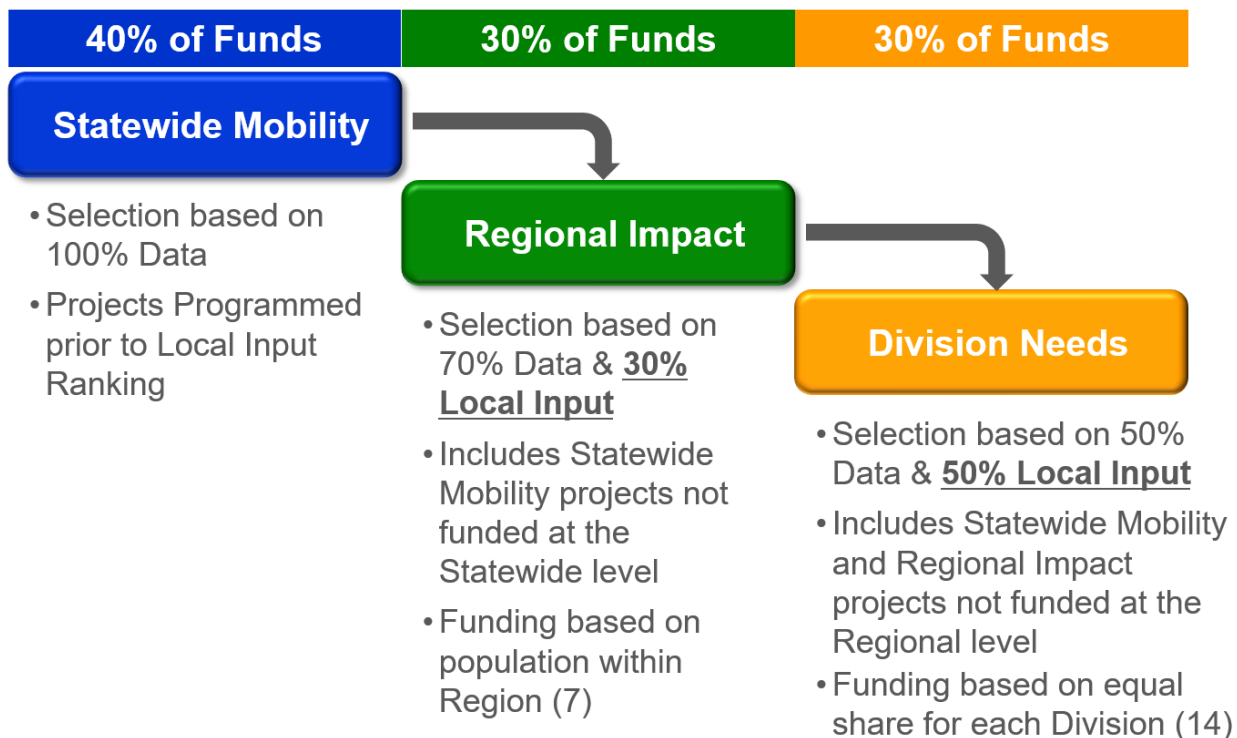 40% of Funds
30% of Funds
30% of Funds
Statewide Mobility
• Selection based on
100% Data
• Projects Programmed
prior to Local Input
Ranking
Regional Impact
• Selection based on
70% Data & 30%
Local Input
• Includes Statewide
Mobility projects not
funded at the
Statewide level
• Funding based on
population within
Region (7)
Division Needs
• Selection based on 50%
Data & 50% Local Input
• Includes Statewide Mobility
and Regional Impact
projects not funded at the
Regional level
• Funding based on equal
share for each Division (14)